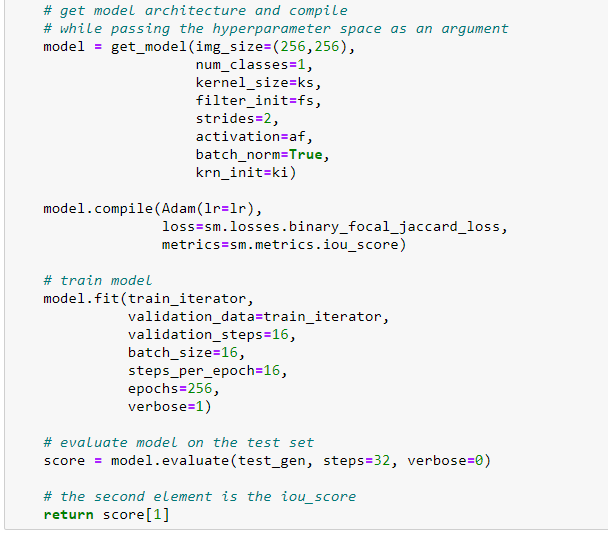 # get model architecture and compile
# while passing the hyperparameter space as an argument
model = get_model(img_size=(256,256),
                  num_classes=1,
                  kernel_size=ks,
                  filter_init=fs,
                  strides=2,
                  activation=af,
                  batch_norm=True,
                  krn_init=ki)
model.compile(Adam(lr=lr),
              loss=sm.losses.binary_focal_jaccard_loss,
              metrics=sm.metrics.iou_score)
# train model
model.fit(train_iterator,
          validation_data=train_iterator,
          validation_steps=16,
          batch_size=16,
          steps_per_epoch=16,
          epochs=256,
          verbose=1)
# evaluate model on the test set
score = model.evaluate(test_gen, steps=32, verbose=0)
# the second element is the iou_score
return score[1]